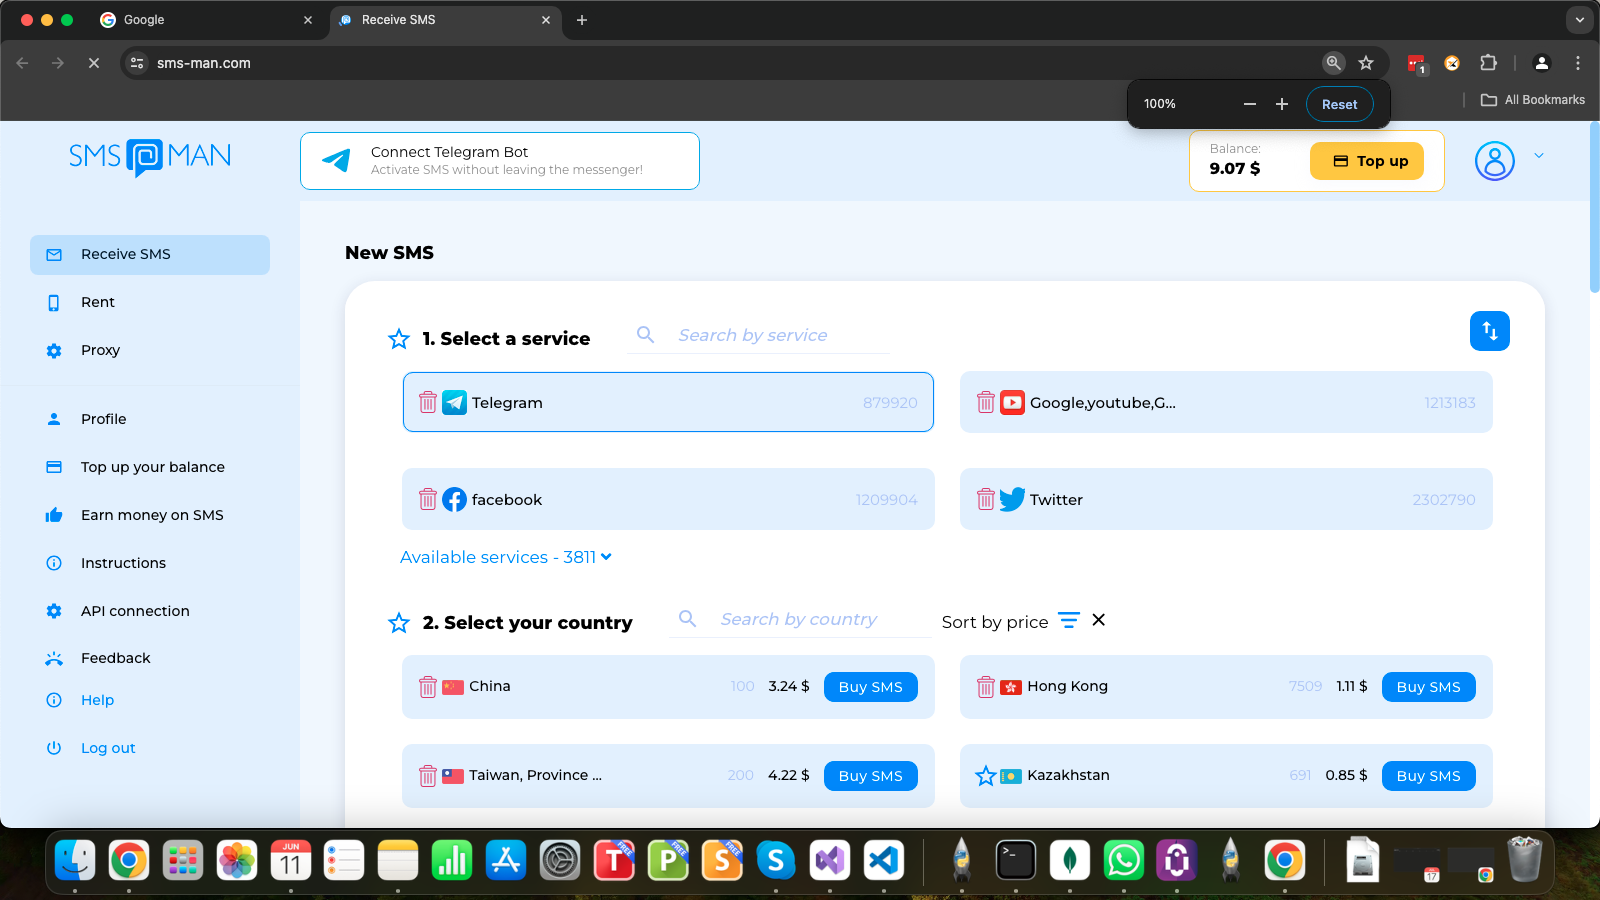 Google
Receive SMS
sms-man.com
1
100%
Reset
All Bookmarks
SMS MAN
Connect Telegram Bot
Activate SMS without leaving the messenger!
Balance:
9.07 $
Top up
Receive SMS
Rent
Proxy
Profile
Top up your balance
Earn money on SMS
Instructions
API connection
Feedback
Help
Log out
New SMS
1. Select a service
Search by service
Telegram 879920
Google,youtube,G... 1213183
facebook 1209904
Twitter 2302790
Available services - 3811
2. Select your country
Search by country
Sort by price
China 100 3.24 $ Buy SMS
Hong Kong 7509 1.11 $ Buy SMS
Taiwan, Province ... 200 4.22 $ Buy SMS
Kazakhstan 691 0.85 $ Buy SMS
JUN
11
T FREE
P FREE
S FREE
S
17